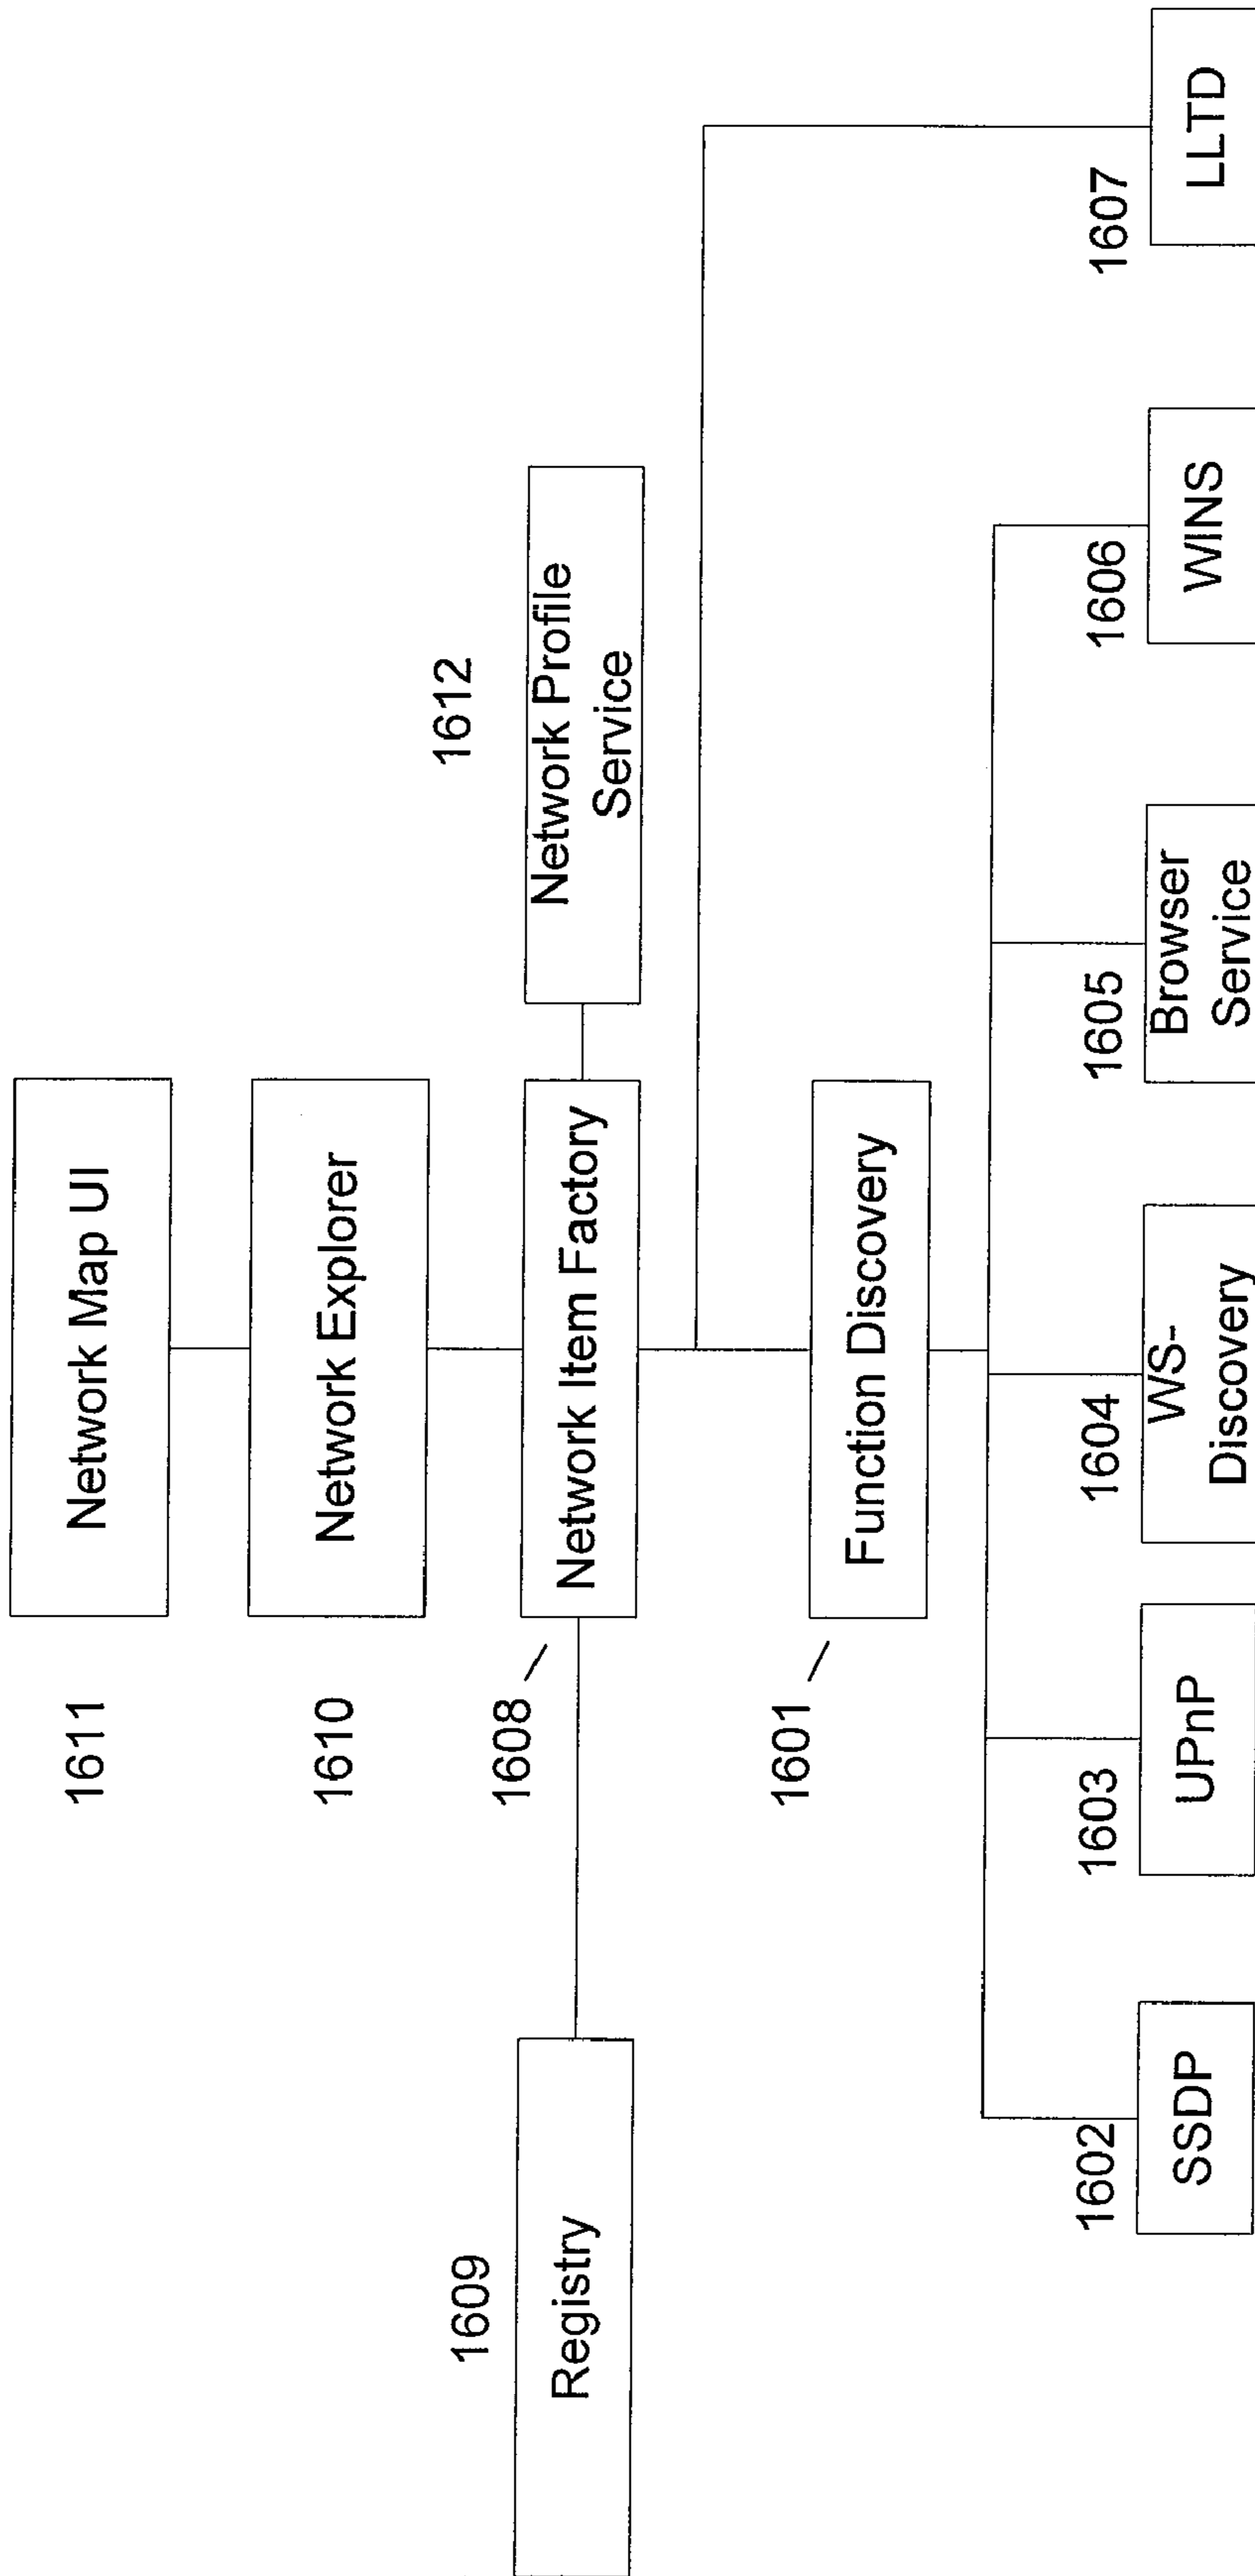 1611
Network Map UI
1610
Network Explorer
1612
1609
Registry
1608
Network Item Factory
Network Profile
Service
1601
Function Discovery
1602
SSDP
1603
UPnP
1604
WS-
Discovery
1605
Browser
Service
1606
WINS
1607
LLTD